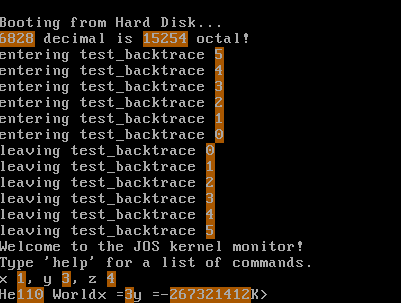 Booting from Hard Disk...
6828 decimal is 15254 octal!
entering test_backtrace 5
entering test_backtrace 4
entering test_backtrace 3
entering test_backtrace 2
entering test_backtrace 1
entering test_backtrace 0
leaving test_backtrace 0
leaving test_backtrace 1
leaving test_backtrace 2
leaving test_backtrace 3
leaving test_backtrace 4
leaving test_backtrace 5
Welcome to the JOS kernel monitor!
Type 'help' for a list of commands.
x 1, y 3, z 4
He110 Worldx =3y =-267321412K>